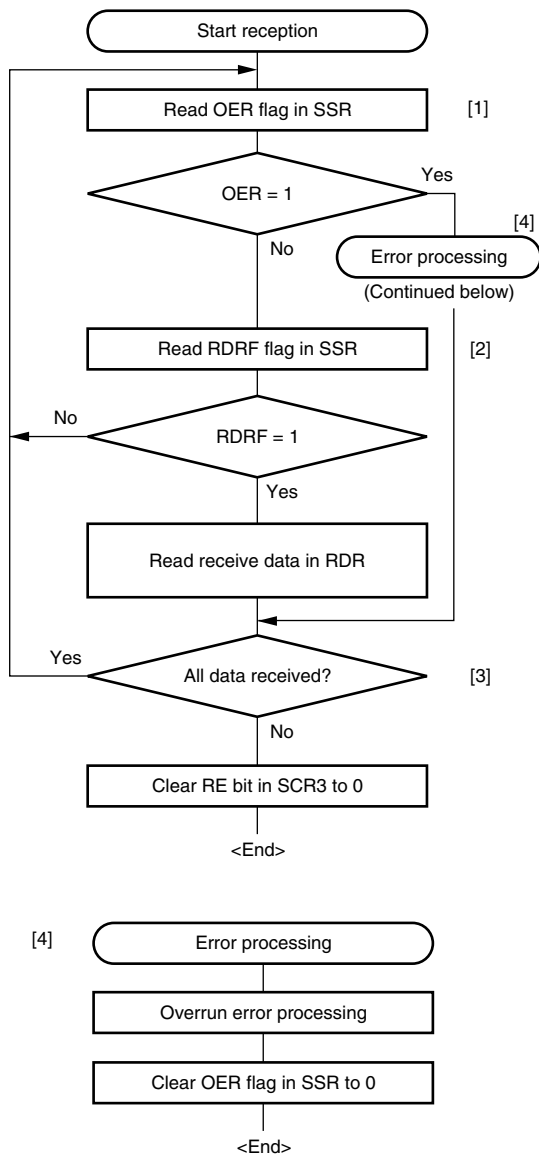 Start reception
Read OER flag in SSR
[1]
Yes
OER = 1
[4]
No
Error processing
(Continued below)
Read RDRF flag in SSR
[2]
No
RDRF = 1
Yes
Read receive data in RDR
Yes
All data received?
[3]
No
Clear RE bit in SCR3 to 0
<End>
[4]
Error processing
Overrun error processing
Clear OER flag in SSR to 0
<End>